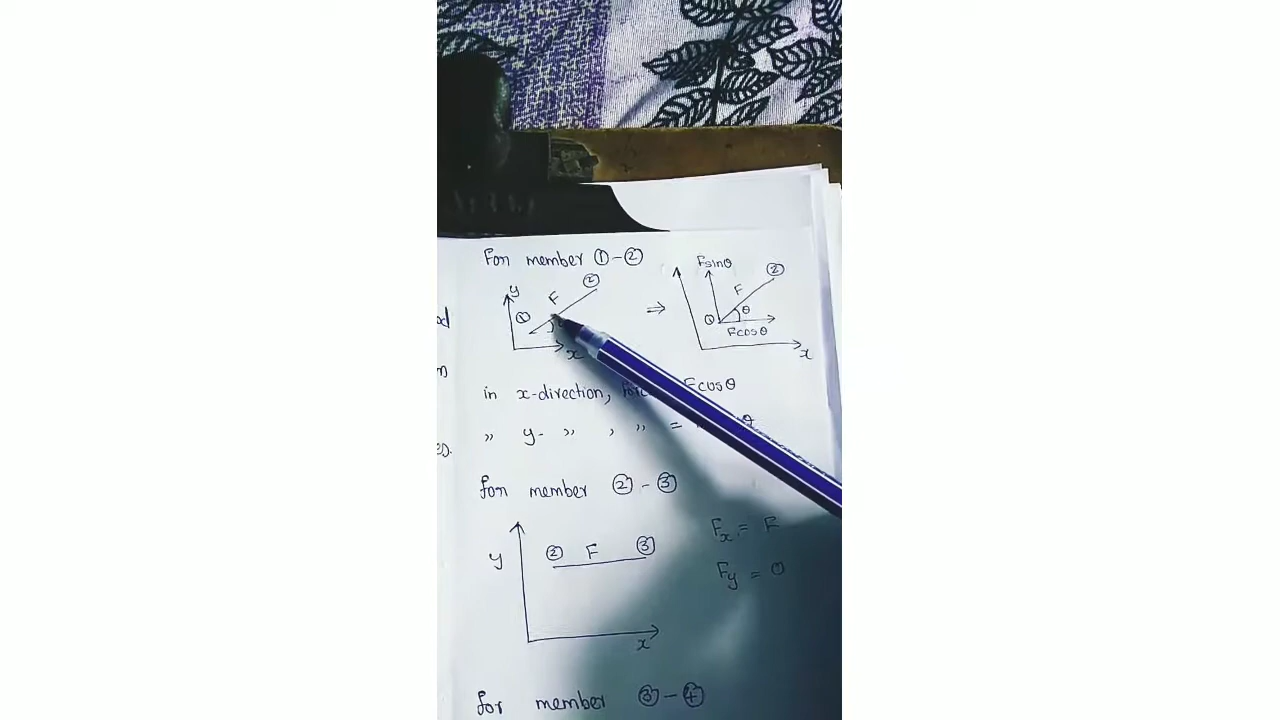 For member ① - ②
y F ② ① x ⇒ Fsinθ F ② ① θ Fcosθ x
in x-direction, Fcosθ
" y- " , " =
for member ② - ③
y ② F ③ x
Fx = F
Fy = 0
for member ③ - ④